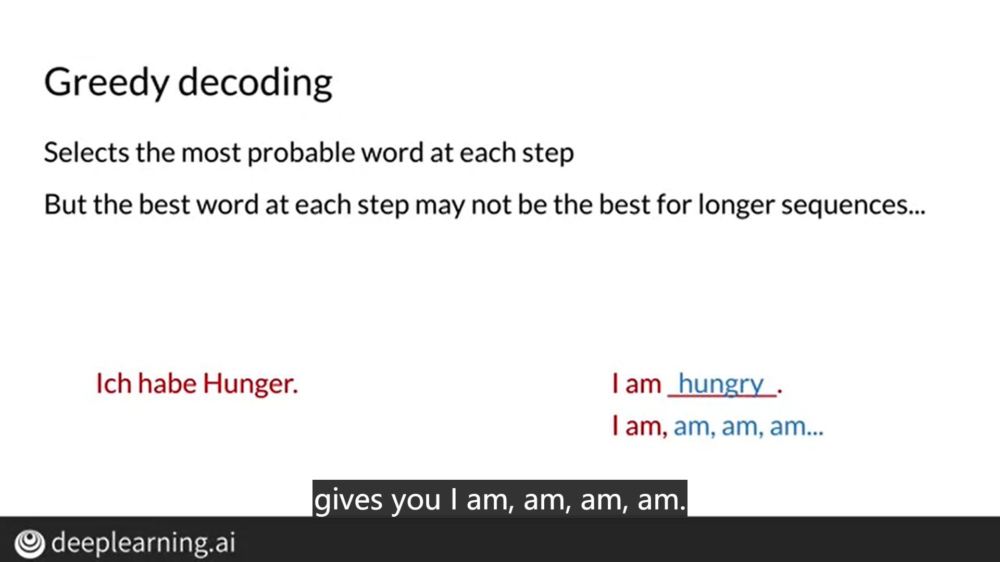 Greedy decoding
Selects the most probable word at each step
But the best word at each step may not be the best for longer sequences...
Ich habe Hunger.
I am hungry .
I am, am, am, am...
gives you I am, am, am, am.
deeplearning.ai